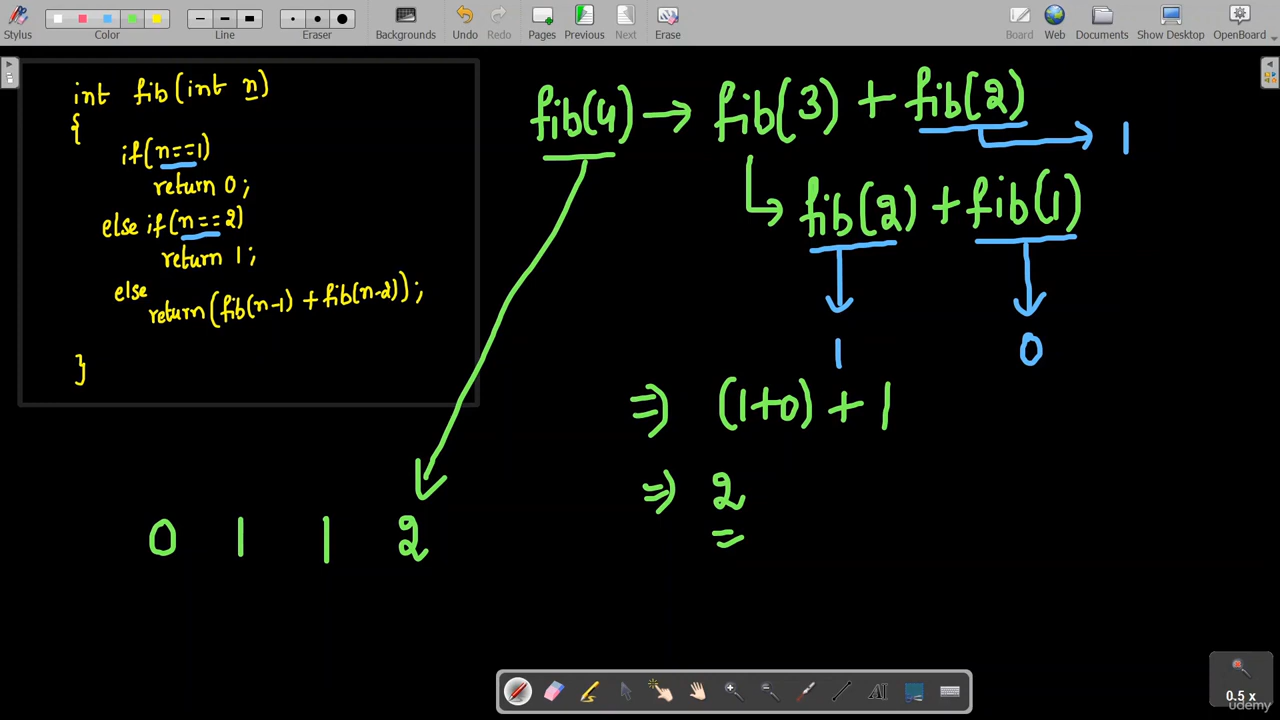 Stylus Color Line Eraser Backgrounds Undo Redo Pages Previous Next Erase Board Web Documents Show Desktop OpenBoard
int fib(int n)
{
if(n==1)
return 0;
else if(n==2)
return 1;
else
return(fib(n-1) + fib(n-2));
}
fib(4) → fib(3) + fib(2) → 1
↳ fib(2) + fib(1)
1 0
⇒ (1+0) + 1
⇒ 2
0 1 1 2
0.5 x
udemy